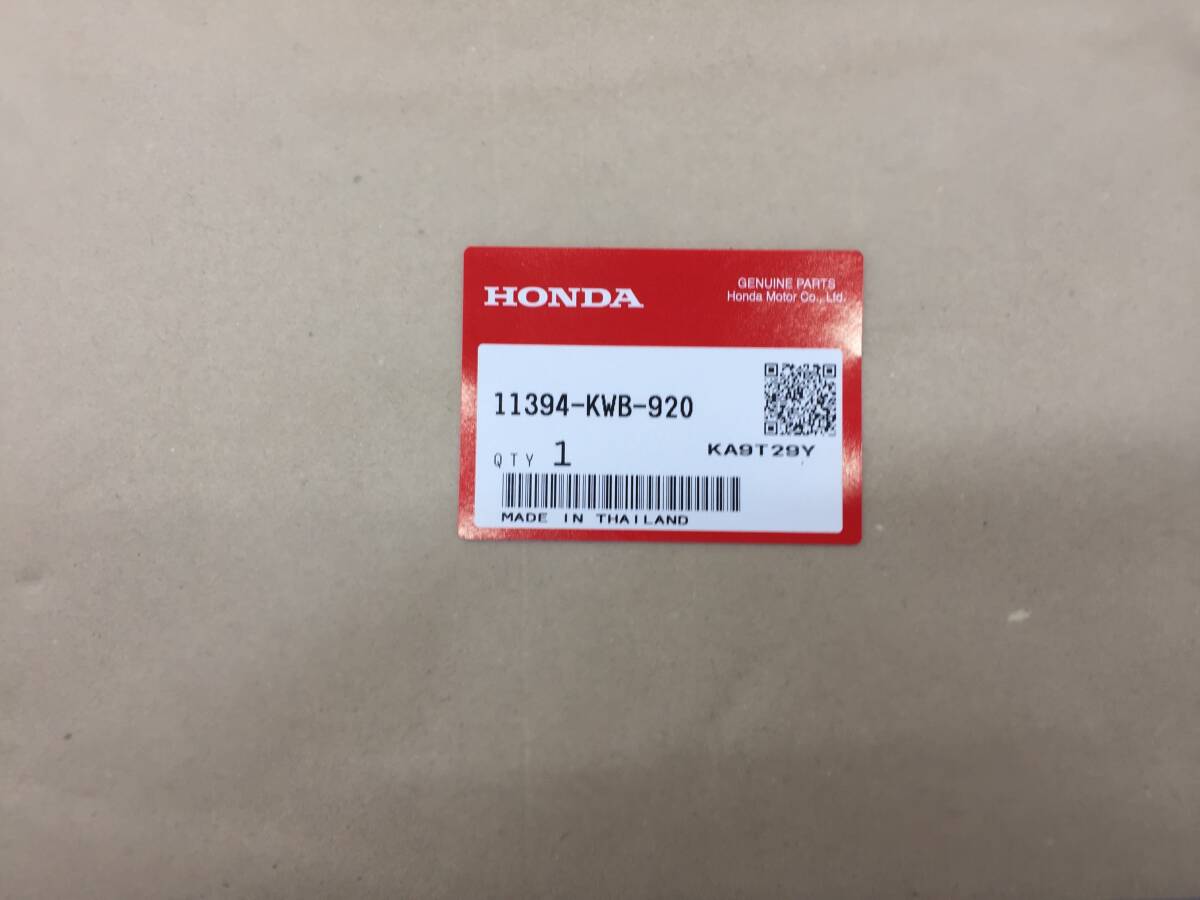 HONDA
GENUINE PARTS
Honda Motor Co., Ltd.
11394-KWB-920
KA9T29Y
QTY 1
MADE IN THAILAND